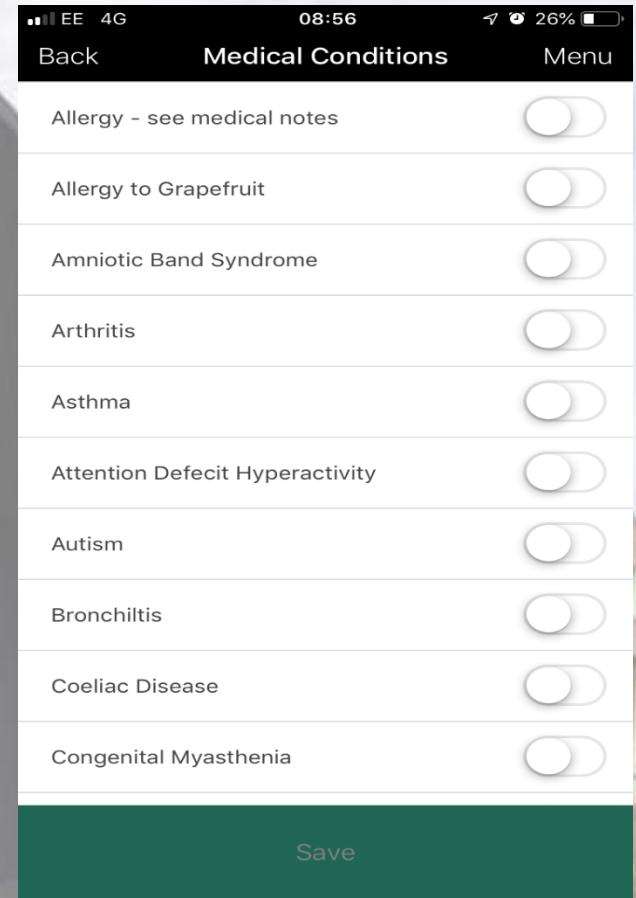 EE 4G 08:56 26%
Back Medical Conditions Menu
Allergy - see medical notes
Allergy to Grapefruit
Amniotic Band Syndrome
Arthritis
Asthma
Attention Defecit Hyperactivity
Autism
Bronchiltis
Coeliac Disease
Congenital Myasthenia
Save